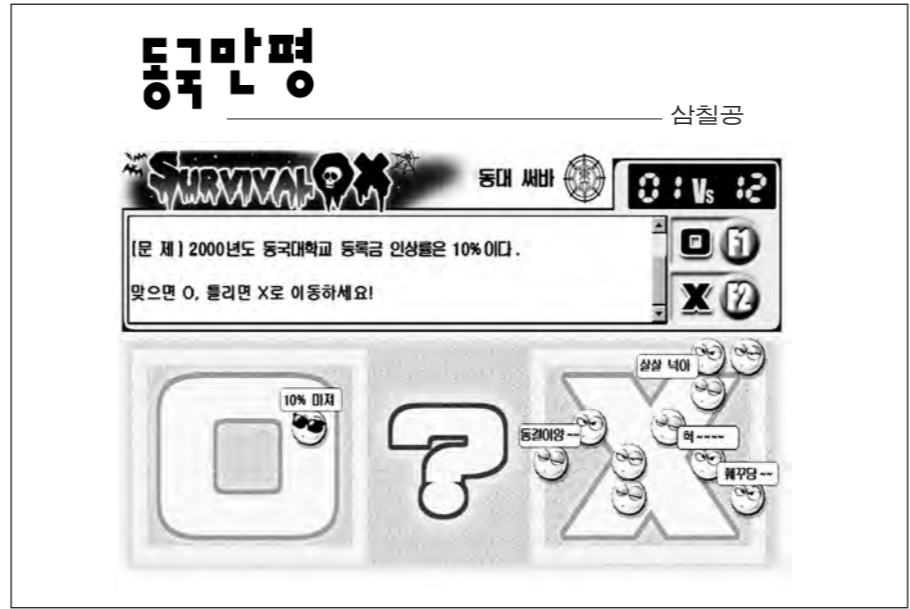 동국만평
삼칠공
SURVIVAL OX
동대 써바
01 Vs 12
[문 제] 2000년도 동국대학교 등록금 인상률은 10%이다.
맞으면 O, 틀리면 X로 이동하세요!
O F1
X F2
살살 넉아
10% 미저
동결이양~~
헉~~~~
훼꾸당~~
O ? X